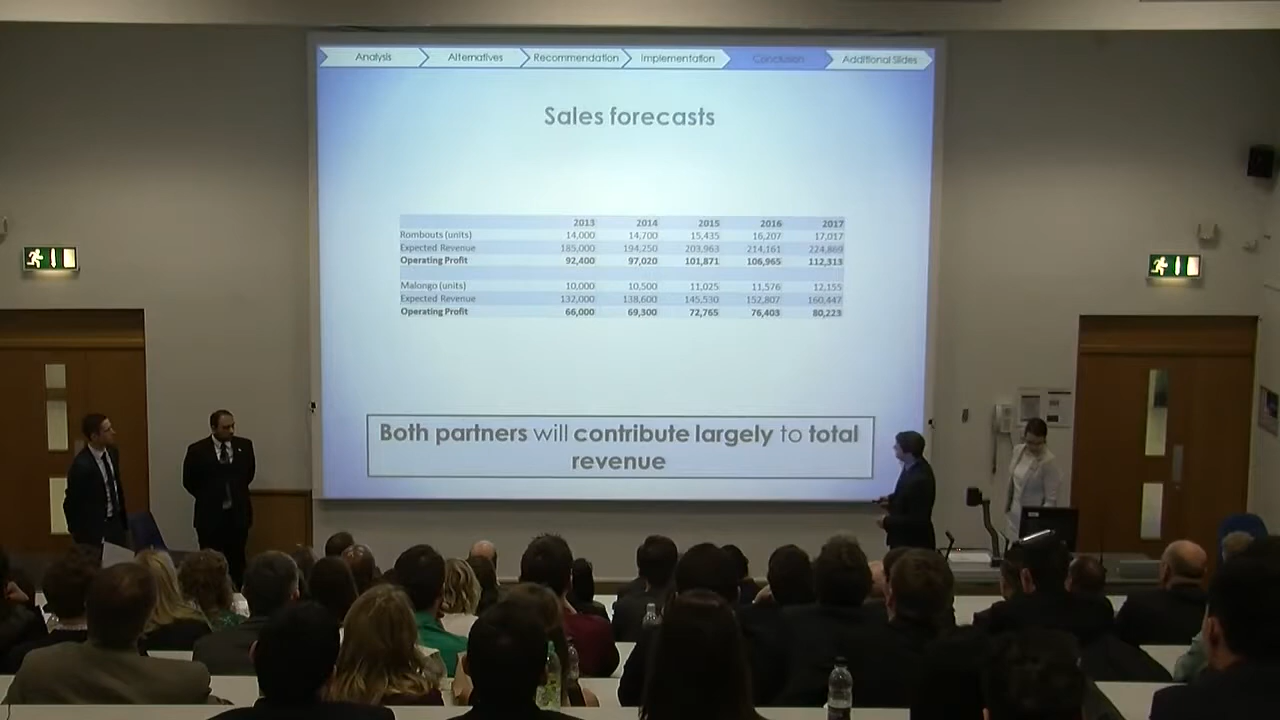 Analysis Alternatives Recommendation Implementation Conclusion Additional Slides
Sales forecasts
2013 2014 2015 2016 2017
Rombouts (units) 14,000 14,700 15,435 16,207 17,017
Expected Revenue 185,000 194,250 203,963 214,161 224,869
Operating Profit 92,400 97,020 101,871 106,965 112,313
Malongo (units) 10,000 10,500 11,025 11,576 12,155
Expected Revenue 132,000 138,600 145,530 152,807 160,447
Operating Profit 66,000 69,300 72,765 76,403 80,223
Both partners will contribute largely to total
revenue